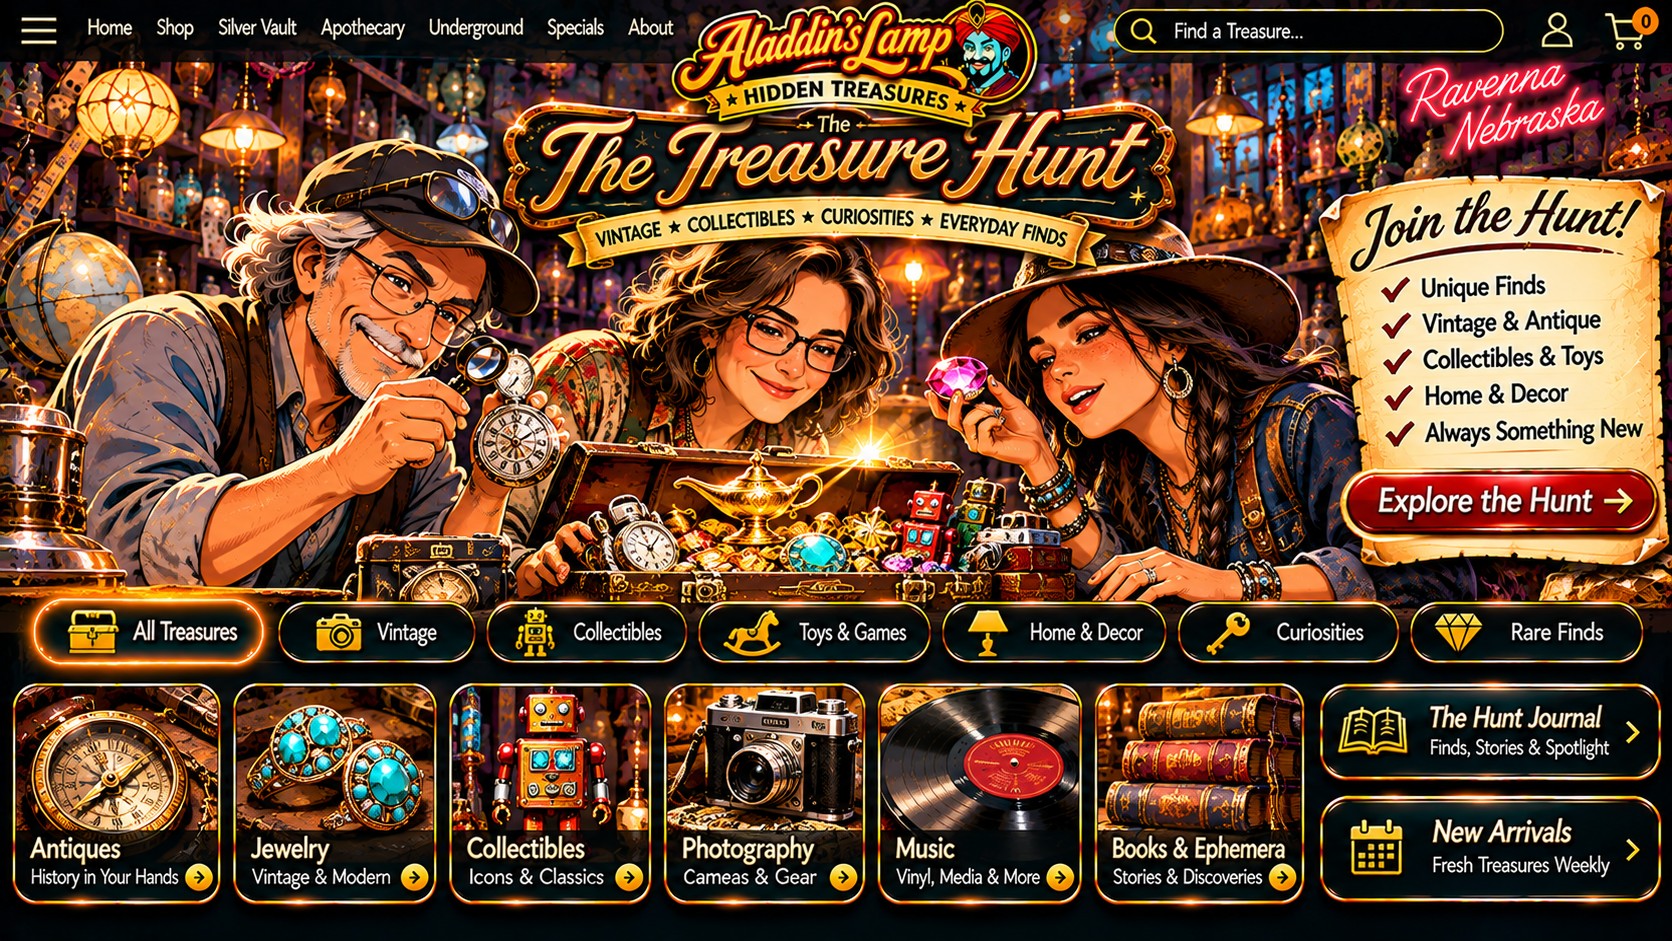 Home Shop Silver Vault Apothecary Underground Specials About
Aladdin's Lamp
HIDDEN TREASURES
Find a Treasure...
0
Ravenna
Nebraska
The
The Treasure Hunt
VINTAGE ★ COLLECTIBLES ★ CURIOSITIES ★ EVERYDAY FINDS
Join the Hunt!
Unique Finds
Vintage & Antique
Collectibles & Toys
Home & Decor
Always Something New
Explore the Hunt →
All Treasures
Vintage
Collectibles
Toys & Games
Home & Decor
Curiosities
Rare Finds
Antiques
History in Your Hands
Jewelry
Vintage & Modern
Collectibles
Icons & Classics
Photography
Cameas & Gear
Music
Vinyl, Media & More
Books & Ephemera
Stories & Discoveries
The Hunt Journal
Finds, Stories & Spotlight
New Arrivals
Fresh Treasures Weekly